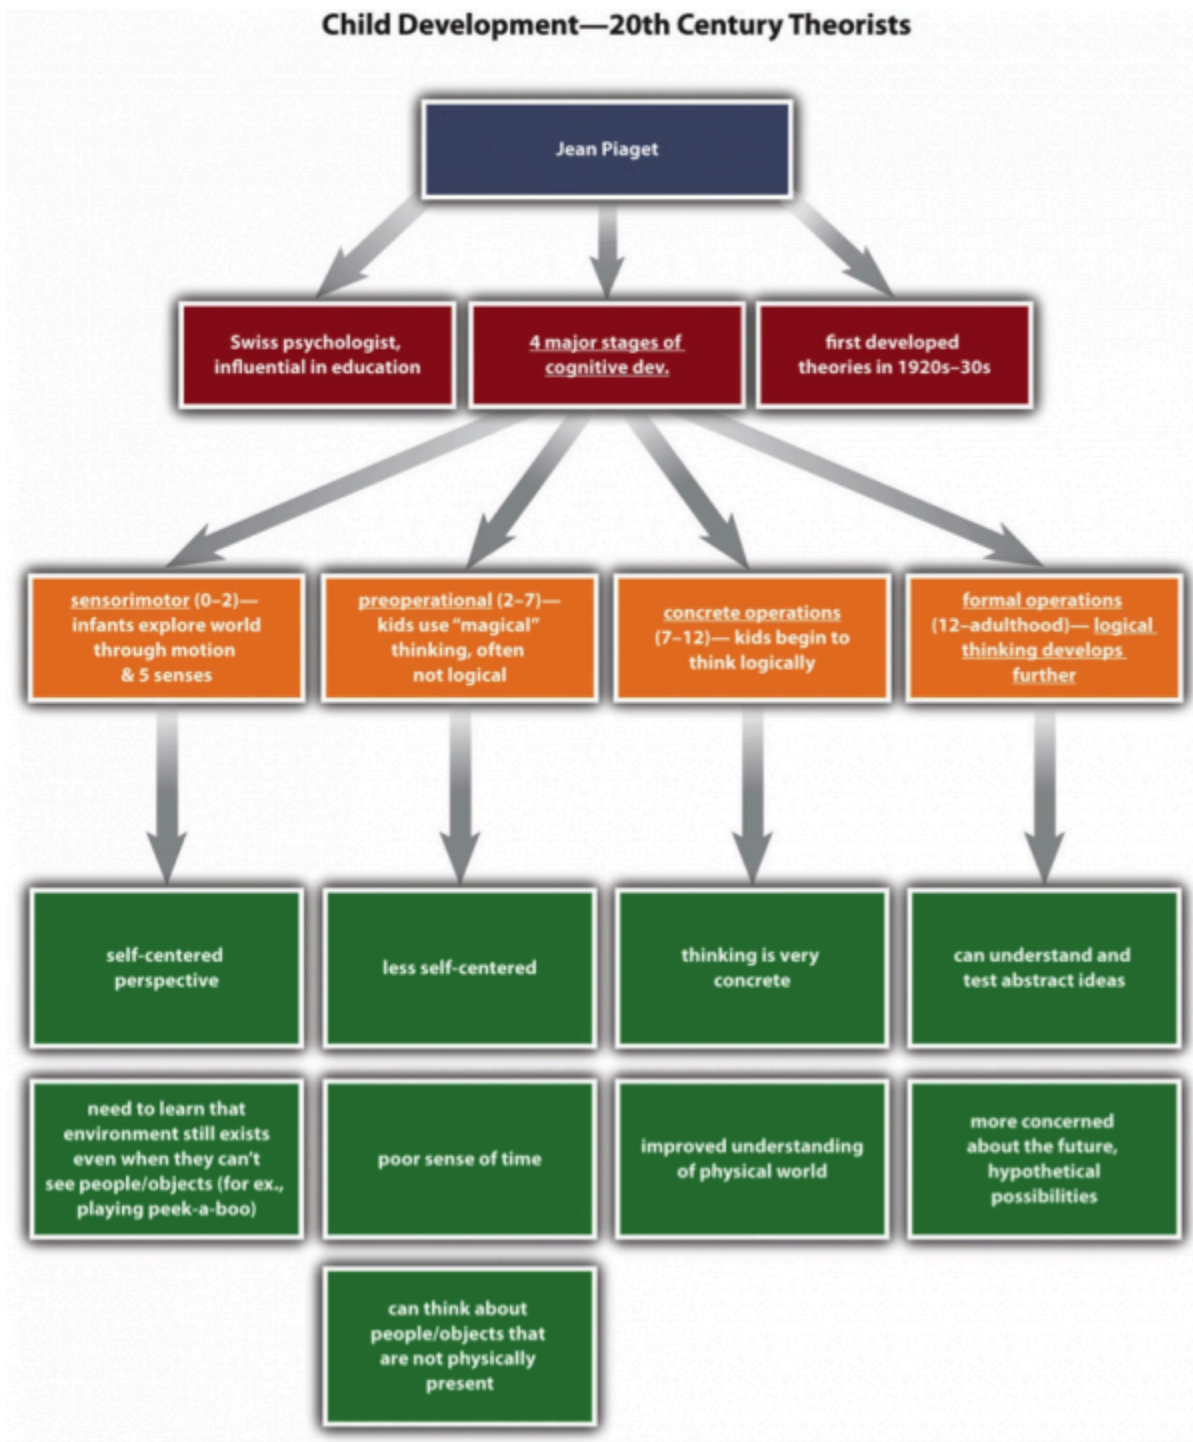 Child Development—20th Century Theorists
Jean Piaget
Swiss psychologist,
influential in education
4 major stages of
cognitive dev.
first developed
theories in 1920s–30s
sensorimotor (0–2)—
infants explore world
through motion
& 5 senses
preoperational (2–7)—
kids use “magical”
thinking, often
not logical
concrete operations
(7–12)— kids begin to
think logically
formal operations
(12–adulthood)— logical
thinking develops
further
self-centered
perspective
less self-centered
thinking is very
concrete
can understand and
test abstract ideas
need to learn that
environment still exists
even when they can’t
see people/objects (for ex.,
playing peek-a-boo)
poor sense of time
improved understanding
of physical world
more concerned
about the future,
hypothetical
possibilities
can think about
people/objects that
are not physically
present